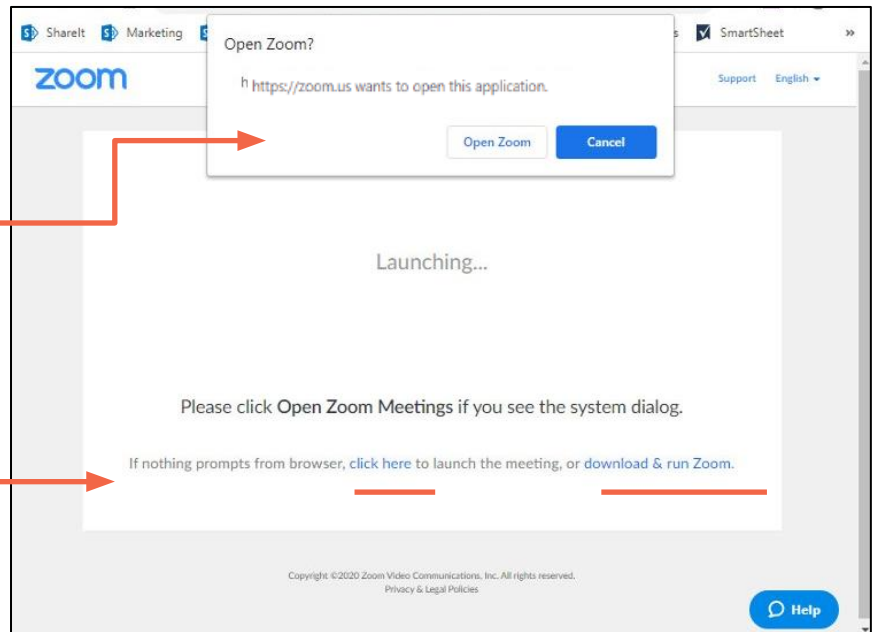 ShareIt Marketing SmartSheet »
Open Zoom?
h https://zoom.us wants to open this application.
Open Zoom Cancel
zoom Support English
Launching...
Please click Open Zoom Meetings if you see the system dialog.
If nothing prompts from browser, click here to launch the meeting, or download & run Zoom.
Copyright ©2020 Zoom Video Communications, Inc. All rights reserved.
Privacy & Legal Policies
Help